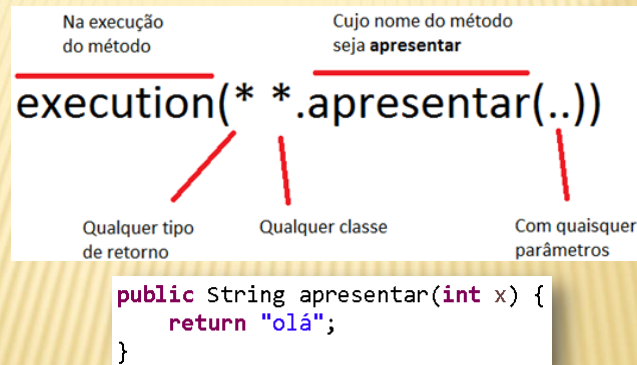 Na execução
do método
Cujo nome do método
seja apresentar
execution(* *.apresentar(..))
Qualquer tipo
de retorno
Qualquer classe
Com quaisquer
parâmetros
public String apresentar(int x) {
    return "olá";
}